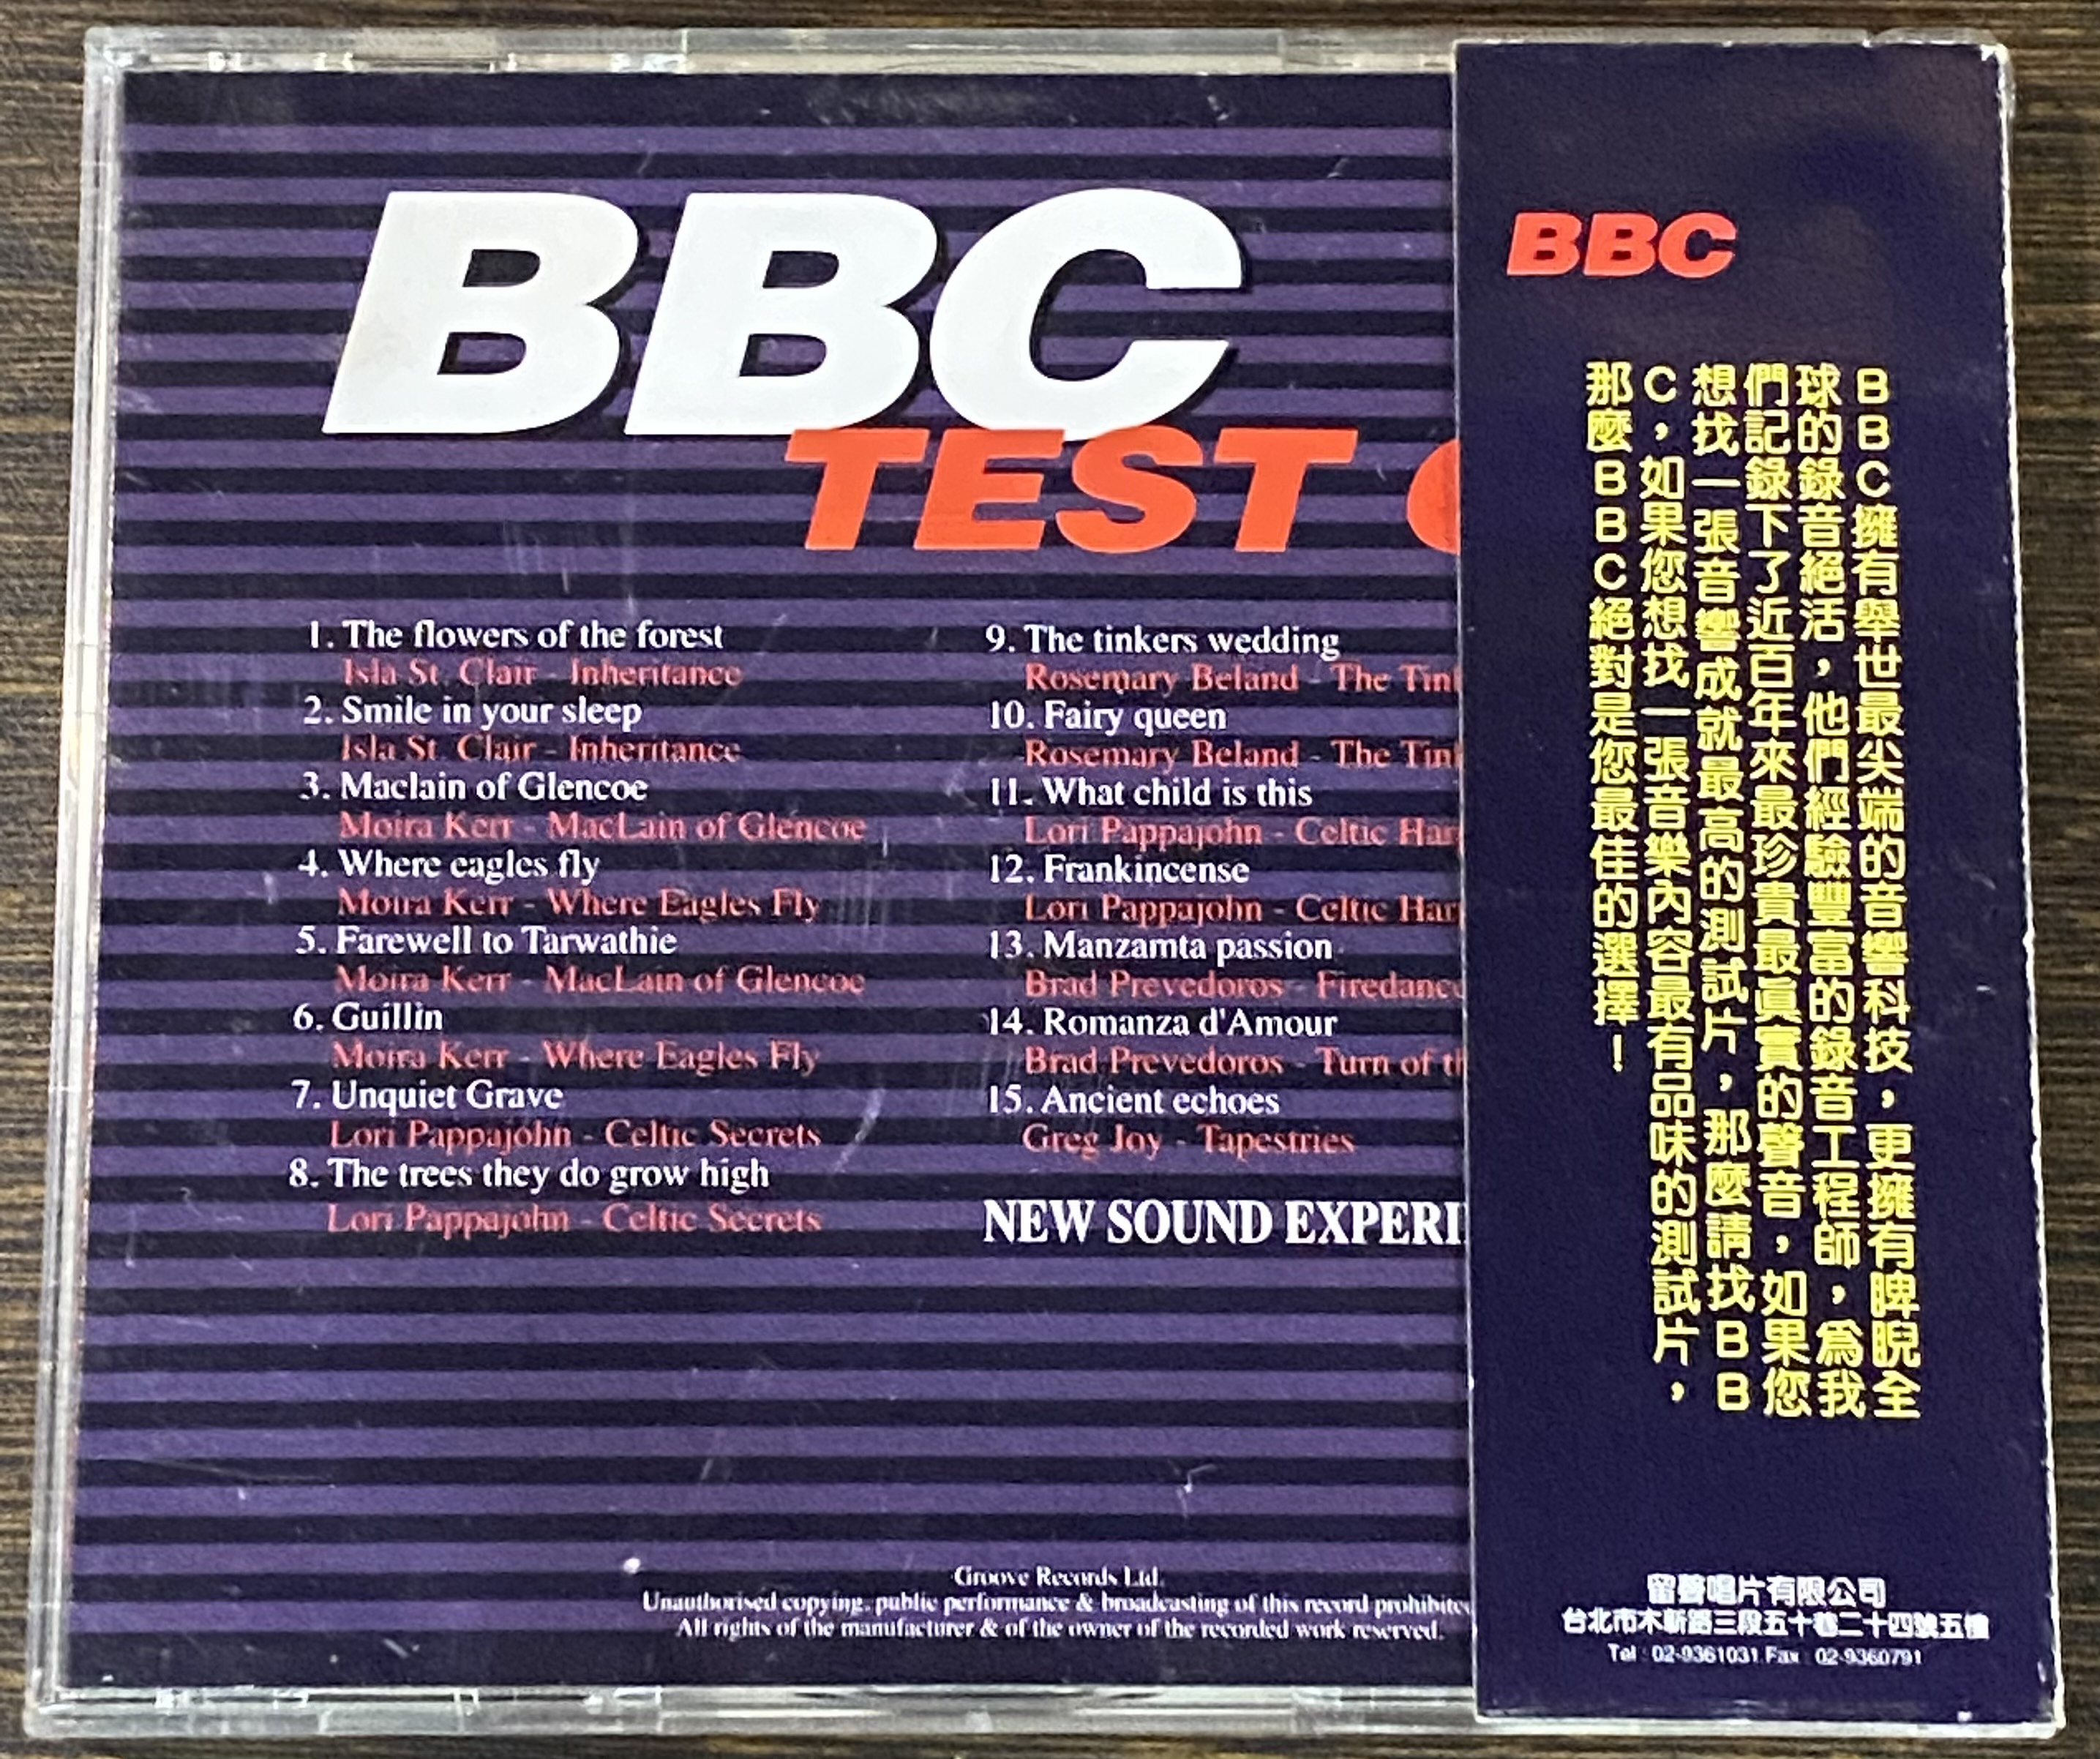 BBC
TEST
1. The flowers of the forest
Isla St. Clair - Inheritance
2. Smile in your sleep
Isla St. Clair - Inheritance
3. Maclain of Glencoe
Moira Kerr - MacLain of Glencoe
4. Where eagles fly
Moira Kerr - Where Eagles Fly
5. Farewell to Tarwathie
Moira Kerr - MacLain of Glencoe
6. Guillin
Moira Kerr - Where Eagles Fly
7. Unquiet Grave
Lori Pappajohn - Celtic Secrets
8. The trees they do grow high
Lori Pappajohn - Celtic Secrets
9. The tinkers wedding
Rosemary Beland - The
10. Fairy queen
Rosemary Beland - The
11. What child is this
Lori Pappajohn - Celtic
12. Frankincense
Lori Pappajohn - Celtic
13. Manzamta passion
Brad Prevedoros -
14. Romanza d'Amour
Brad Prevedoros - Turn of
15. Ancient echoes
Greg Joy - Tapestries
NEW SOUND
Groove Records Ltd.
Unauthorised copying, public performance & broadcasting of this record
All rights of the manufacturer & of the owner of the recorded work reserved.
BBC
BBC擁有舉世最尖端的音響科技，更擁有睥睨全
球的錄音絕活，他們經驗豐富的錄音工程師，為我
們記錄下了近百年來最珍貴最眞實的聲音，如果您
想找一張音響成就最高的測試片，那麼請找BB
C，如果您想找一張音樂內容最有品味的測試片，
那麼BBC絕對是您最佳的選擇！
留聲唱片有限公司
台北市木新路三段五十巷二十四號五樓
Tel : 02-9361031 Fax : 02-9360791